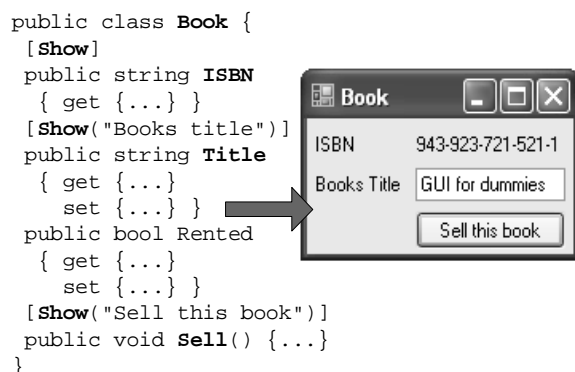 public class Book {
[Show]
public string ISBN
{ get {...} }
[Show("Books title")]
public string Title
{ get {...}
set {...} }
public bool Rented
{ get {...}
set {...} }
[Show("Sell this book")]
public void Sell() {...}
}
Book
ISBN 943-923-721-521-1
Books Title GUI for dummies
Sell this book